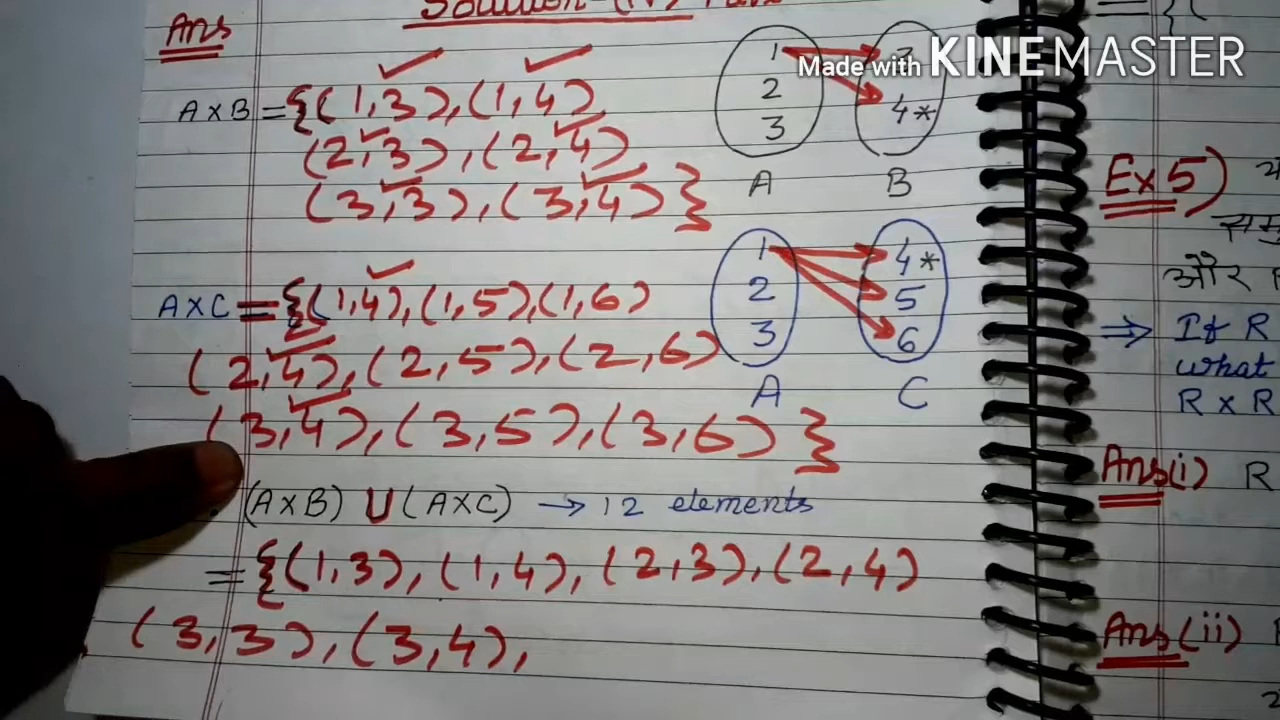 Ans
Made with KINEMASTER
A×B={(1,3),(1,4),
(2,3),(2,4)
(3,3),(3,4)}
1
2
3
4*
A
B
A×C={(1,4),(1,5),(1,6)
(2,4),(2,5),(2,6)
(3,4),(3,5),(3,6)}
1
2
3
4*
5
6
A
C
(A×B) U (A×C) → 12 elements
={(1,3),(1,4),(2,3),(2,4)
(3,3),(3,4),
Ex5)
और
⇒ If R
what
R×R
Ans(i) R
Ans(ii)